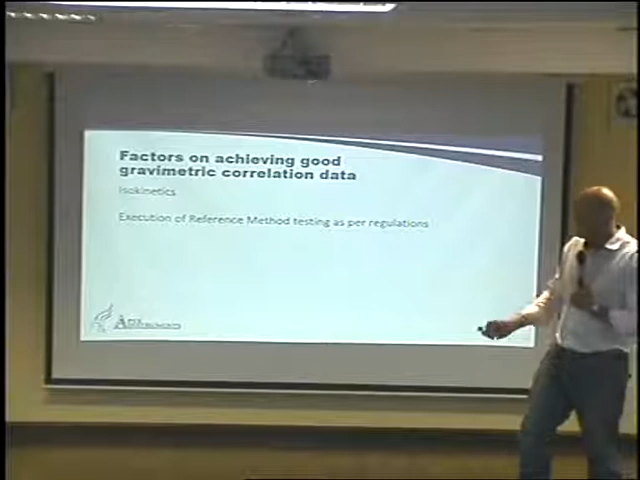 Factors on achieving good
gravimetric correlation data
Isokinetics
Execution of Reference Method testing as per regulations